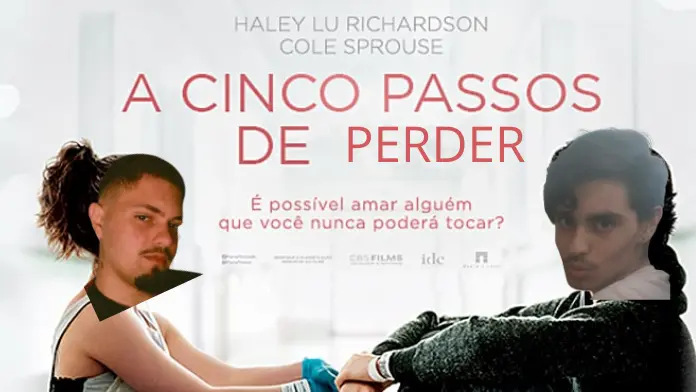 HALEY LU RICHARDSON
COLE SPROUSE
A CINCO PASSOS
DE PERDER
É possível amar alguém
que você nunca poderá tocar?
CBS FILMS
idc